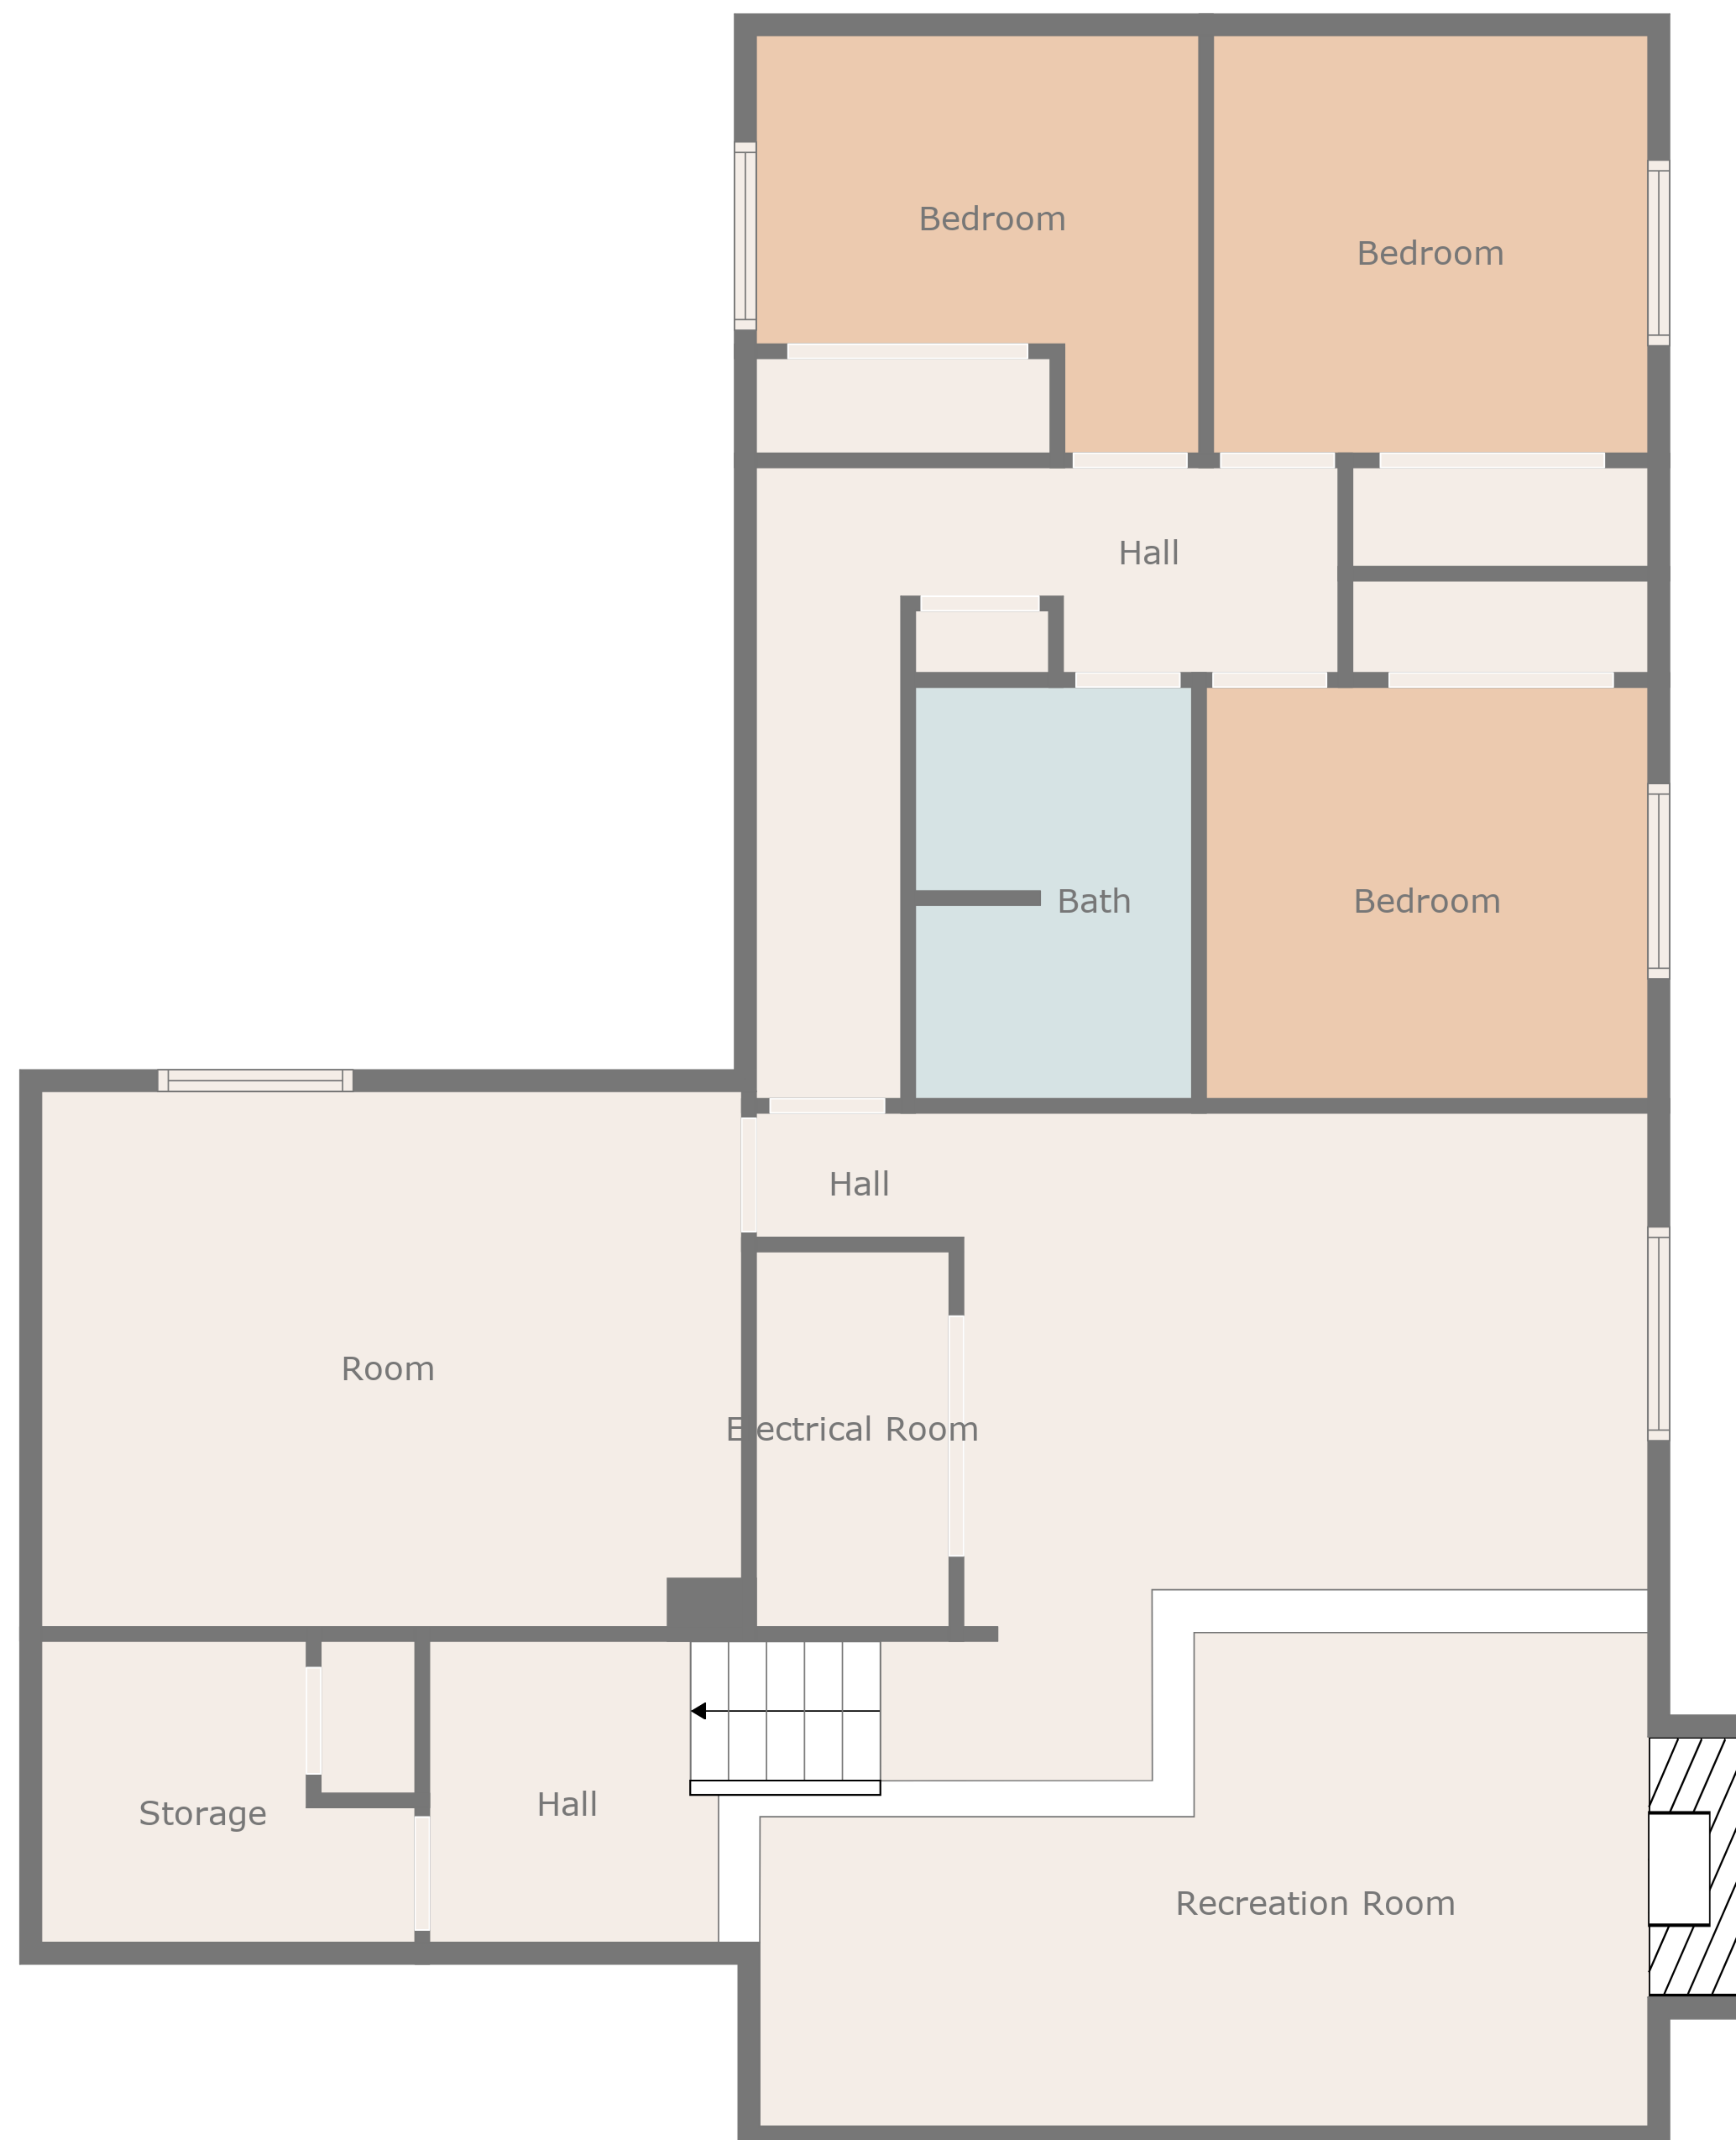 Bedroom
Bedroom
Hall
Bath
Bedroom
Hall
Room
Electrical Room
Storage
Hall
Recreation Room